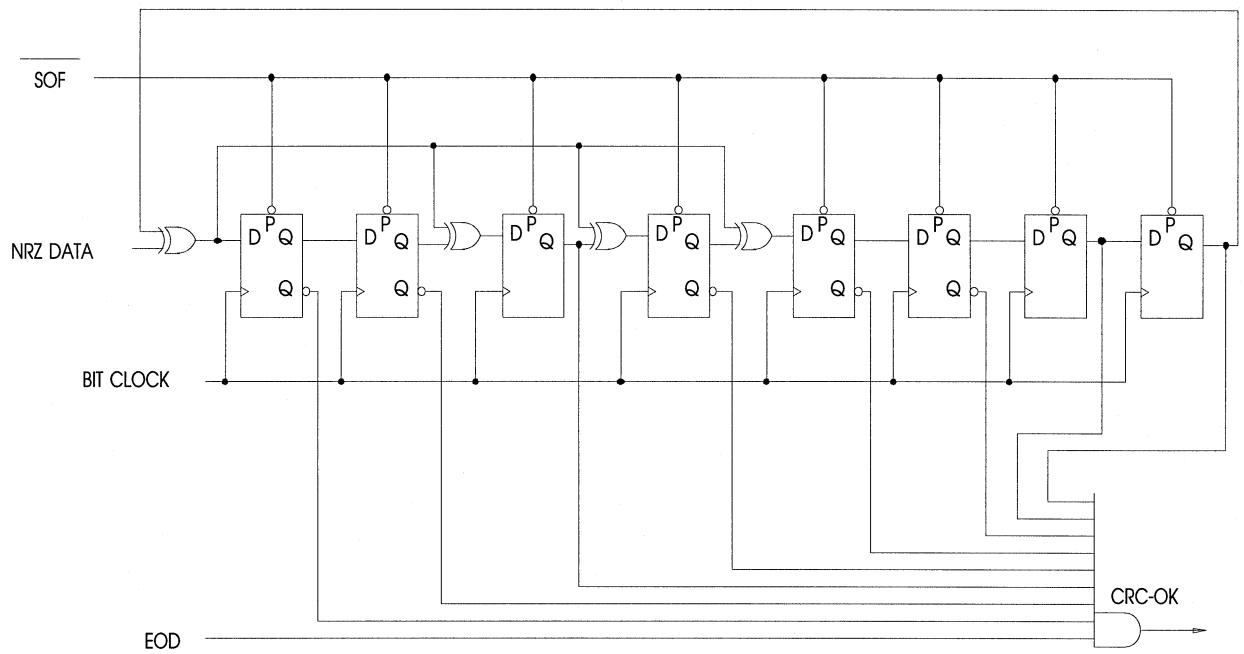 SOF
P P P P P P P P
D Q D Q D Q D Q D Q D Q D Q D Q
NRZ DATA
Q Q Q Q Q
BIT CLOCK
CRC-OK
EOD